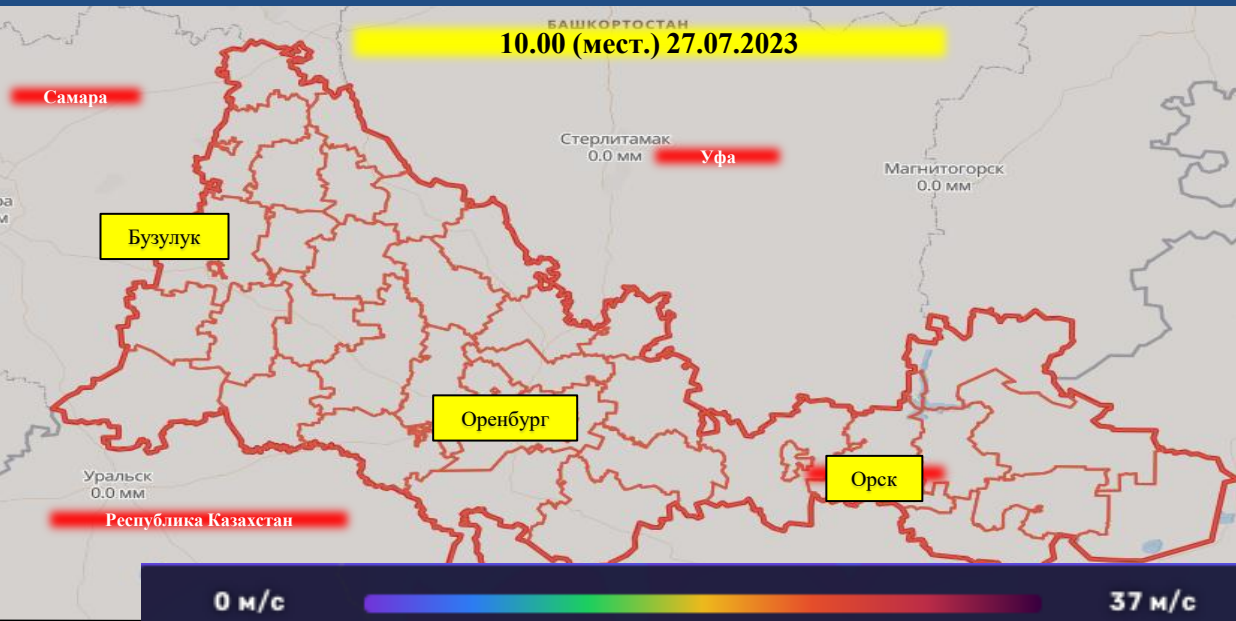 БАШКОРТОСТАН
10.00 (мест.) 27.07.2023
Самара
Стерлитамак
0.0 мм
Уфа
Магнитогорск
0.0 мм
Бузулук
Оренбург
Орск
Уральск
0.0 мм
Республика Казахстан
0 м/с
37 м/с